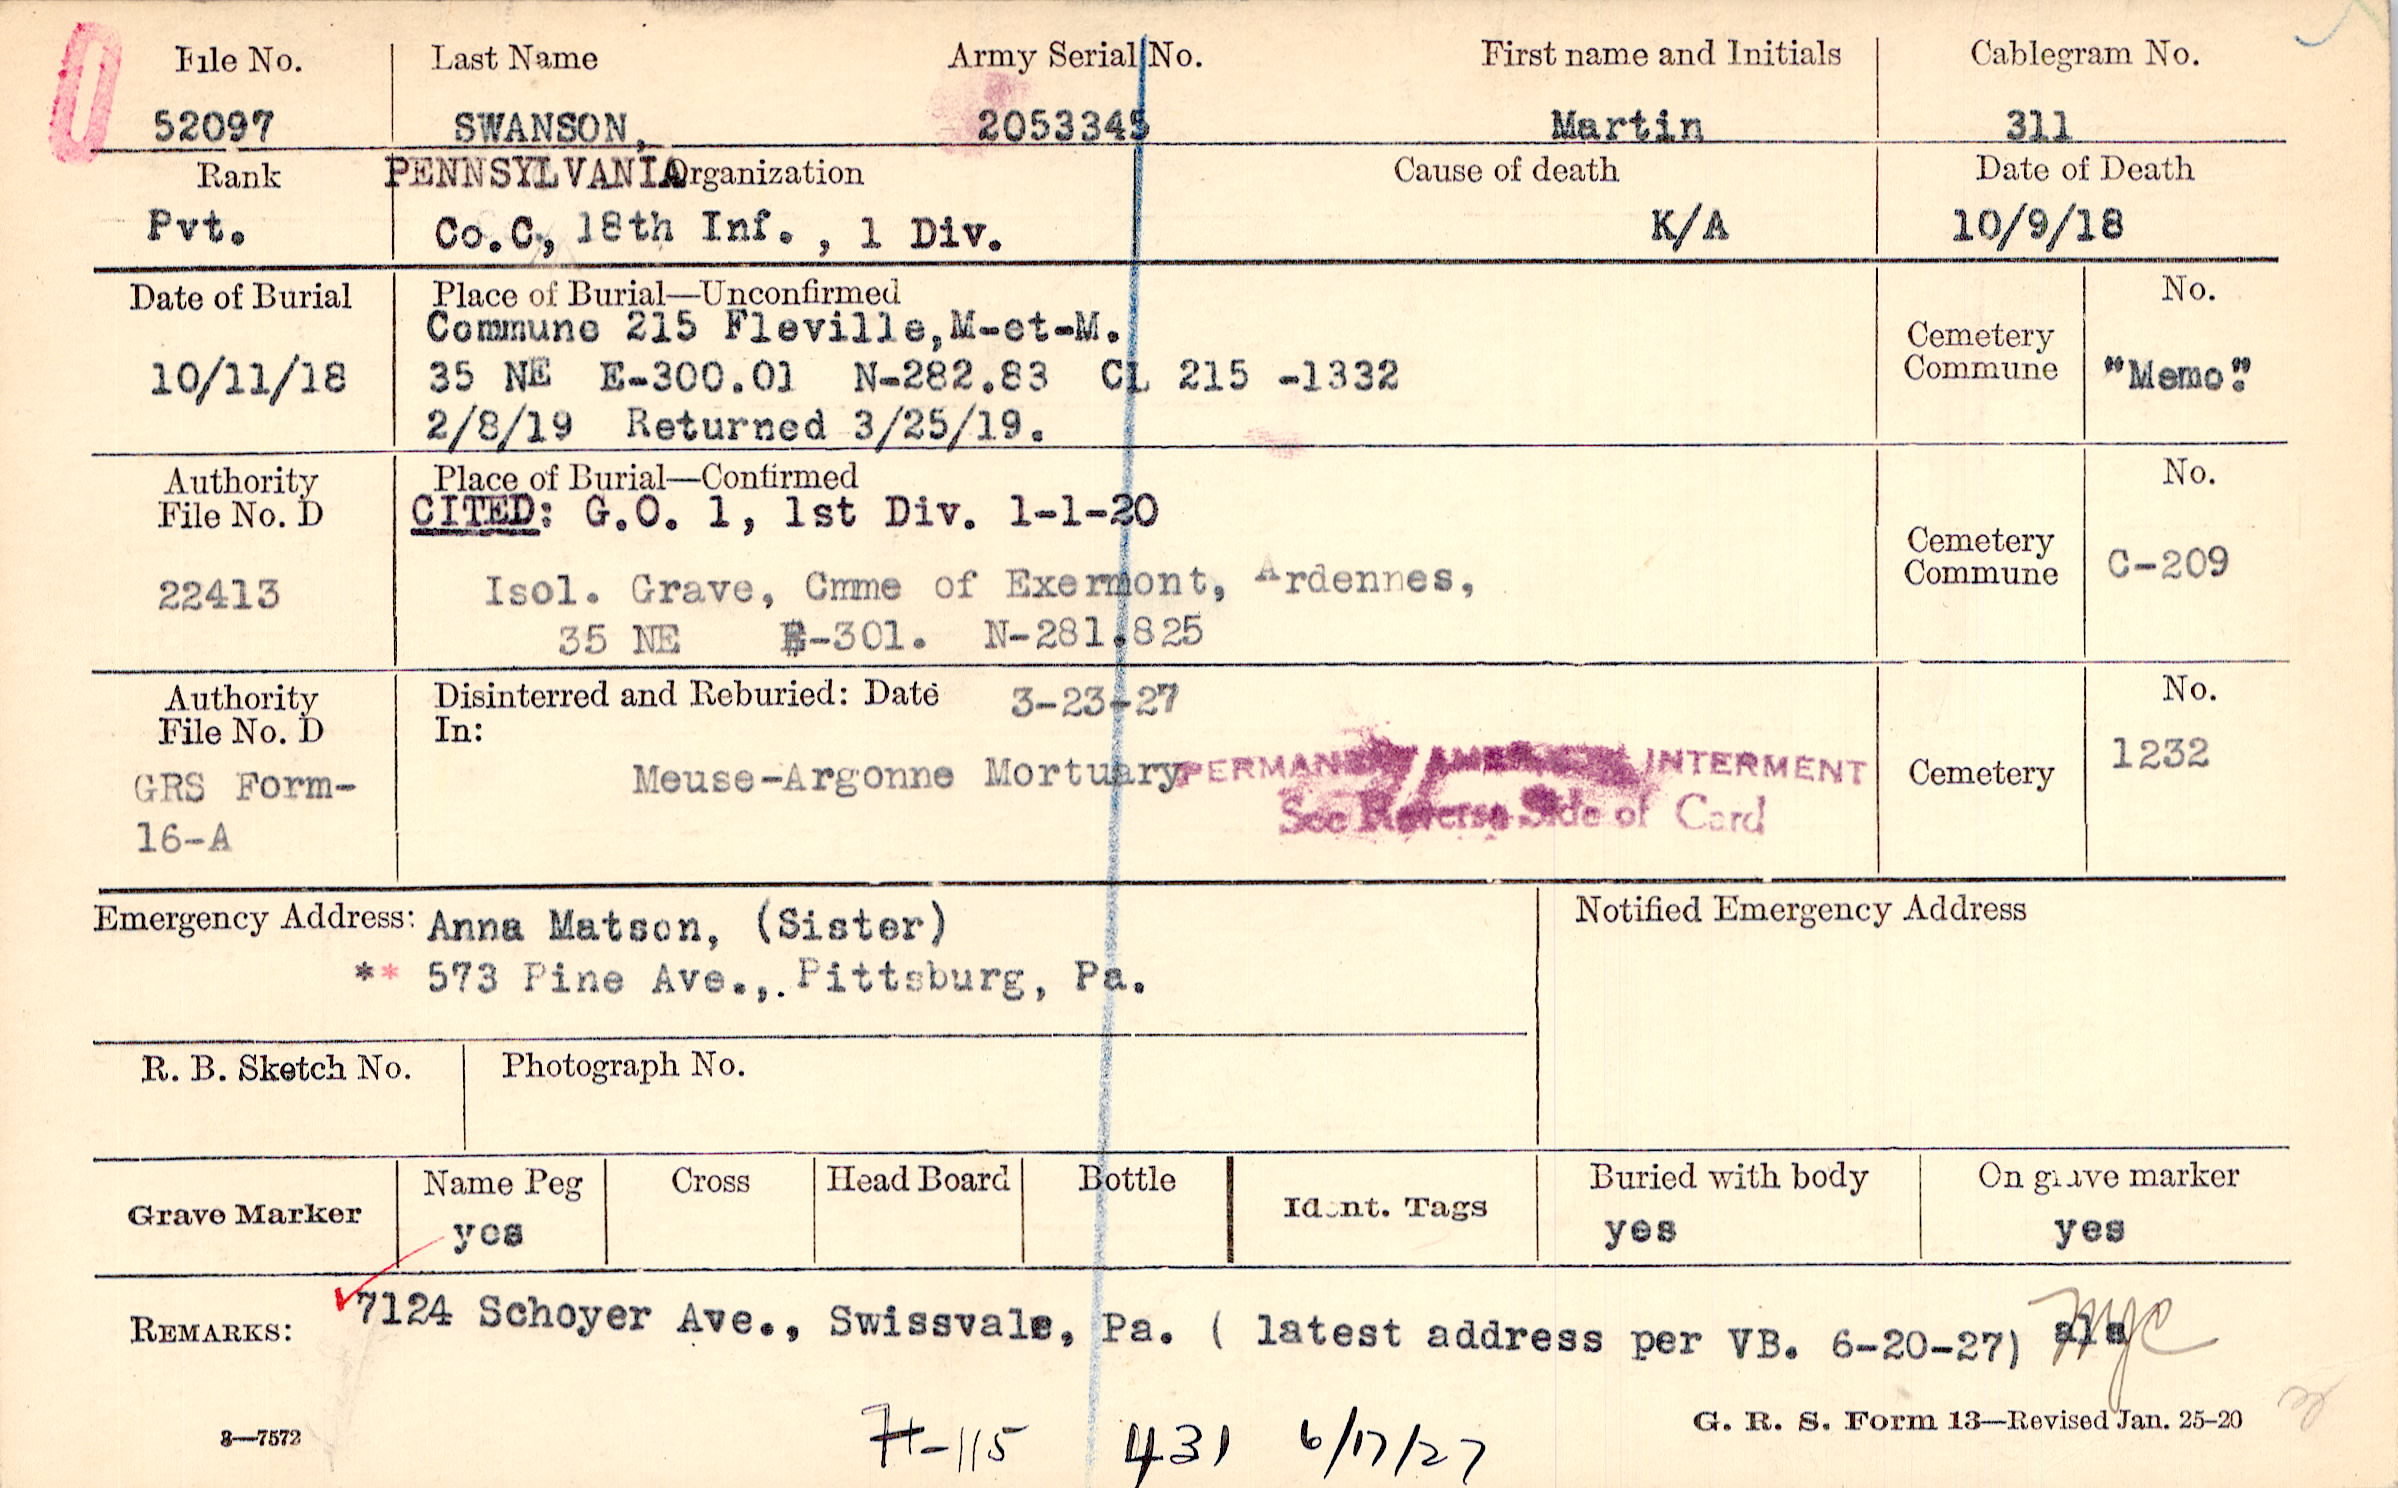 File No. Last Name Army Serial No. First name and Initials Cablegram No.
52097 SWANSON, 2053345 Martin 311
Rank PENNSYLVANIA Organization Cause of death Date of Death
Pvt. Co.C, 18th Inf., 1 Div. K/A 10/9/18
Date of Burial Place of Burial—Unconfirmed No.
Commune 215 Fleville,M-et-M.
Cemetery
10/11/18 35 NE E-300.01 N-282.83 CL 215 -1332 Commune "Memo".
2/8/19 Returned 3/25/19.
Authority Place of Burial—Confirmed No.
File No. D CITED: G.O. 1, 1st Div. 1-1-20
Cemetery
22413 Isol. Grave, Cmme of Exermont, Ardennes, Commune C-209
35 NE E-301. N-281.825
Authority Disinterred and Reburied: Date 3-23-27 No.
File No. D In:
GRS Form- Meuse-Argonne Mortuary PERMANENT AMERICAN INTERMENT Cemetery 1232
16-A See Reverse Side of Card
Emergency Address: Anna Matson, (Sister) Notified Emergency Address
** 573 Pine Ave.,. Pittsburg, Pa.
R. B. Sketch No. Photograph No.
Grave Marker Name Peg Cross Head Board Bottle Ident. Tags Buried with body On grave marker
yes yes yes
REMARKS: 7124 Schoyer Ave., Swissvale, Pa. ( latest address per VB. 6-20-27) als
3—7572 G. R. S. Form 13—Revised Jan. 25-20
H-115 431 6/17/27